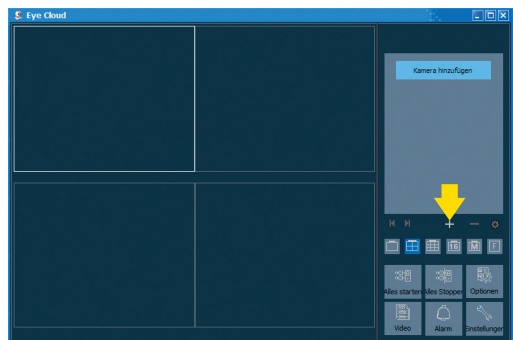 Eye Cloud
Kamera hinzufügen
16 M F
Alles starten Alles Stoppen Optionen
Video Alarm Einstellungen